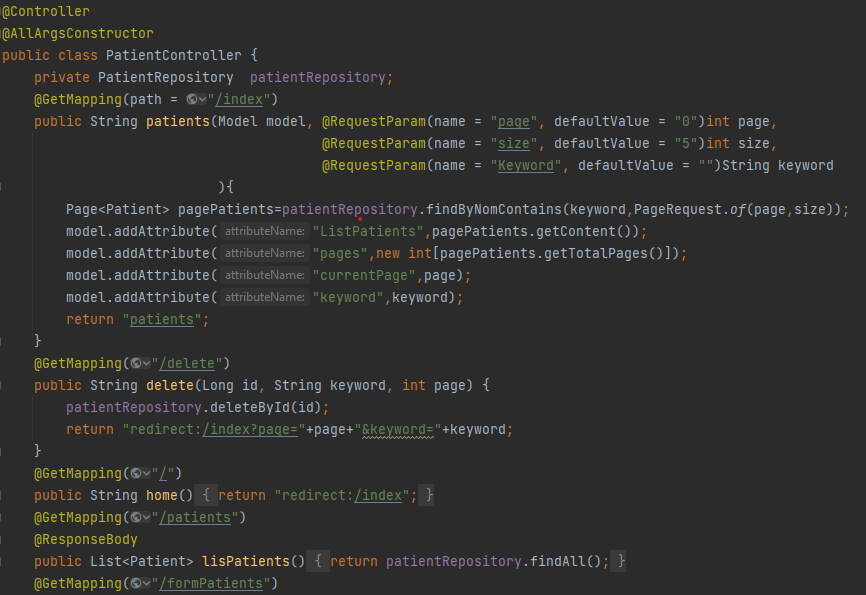 @Controller
@AllArgsConstructor
public class PatientController {
    private PatientRepository  patientRepository;
    @GetMapping(path = "/index")
    public String patients(Model model, @RequestParam(name = "page", defaultValue = "0")int page,
                                        @RequestParam(name = "size", defaultValue = "5")int size,
                                        @RequestParam(name = "Keyword", defaultValue = "")String keyword
                           ){
        Page<Patient> pagePatients=patientRepository.findByNomContains(keyword,PageRequest.of(page,size));
        model.addAttribute( attributeName: "ListPatients",pagePatients.getContent());
        model.addAttribute( attributeName: "pages",new int[pagePatients.getTotalPages()]);
        model.addAttribute( attributeName: "currentPage",page);
        model.addAttribute( attributeName: "keyword",keyword);
        return "patients";
    }
    @GetMapping("/delete")
    public String delete(Long id, String keyword, int page) {
        patientRepository.deleteById(id);
        return "redirect:/index?page="+page+"&keyword="+keyword;
    }
    @GetMapping("/")
    public String home() { return "redirect:/index"; }
    @GetMapping("/patients")
    @ResponseBody
    public List<Patient> lisPatients() { return patientRepository.findAll(); }
    @GetMapping("/formPatients")